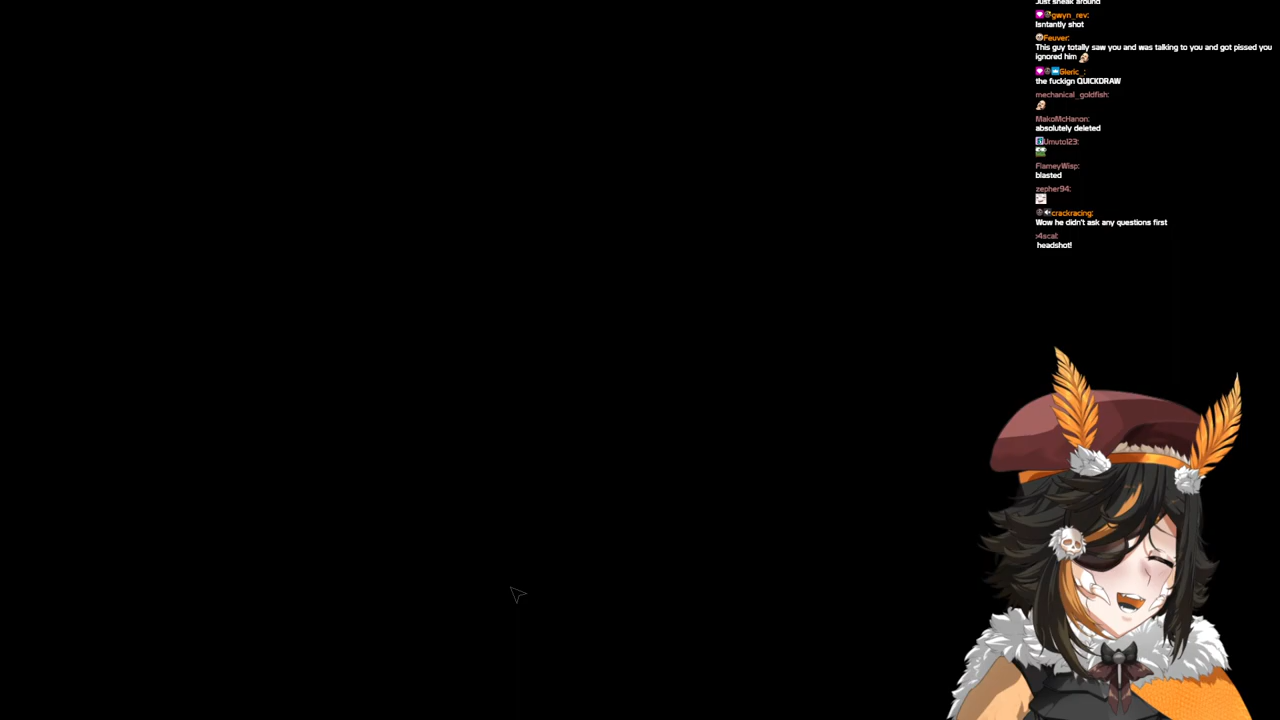 Just sneak around
gwyn_rev:
Isntantly shot
Feuver:
This guy totally saw you and was talking to you and got pissed you
ignored him
Gleric_:
the fuckign QUICKDRAW
mechanical_goldfish:
MakoMcHanon:
absolutely deleted
Umuto123:
FlameyWisp:
blasted
zepher94:
crackracing:
Wow he didn't ask any questions first
headshot!